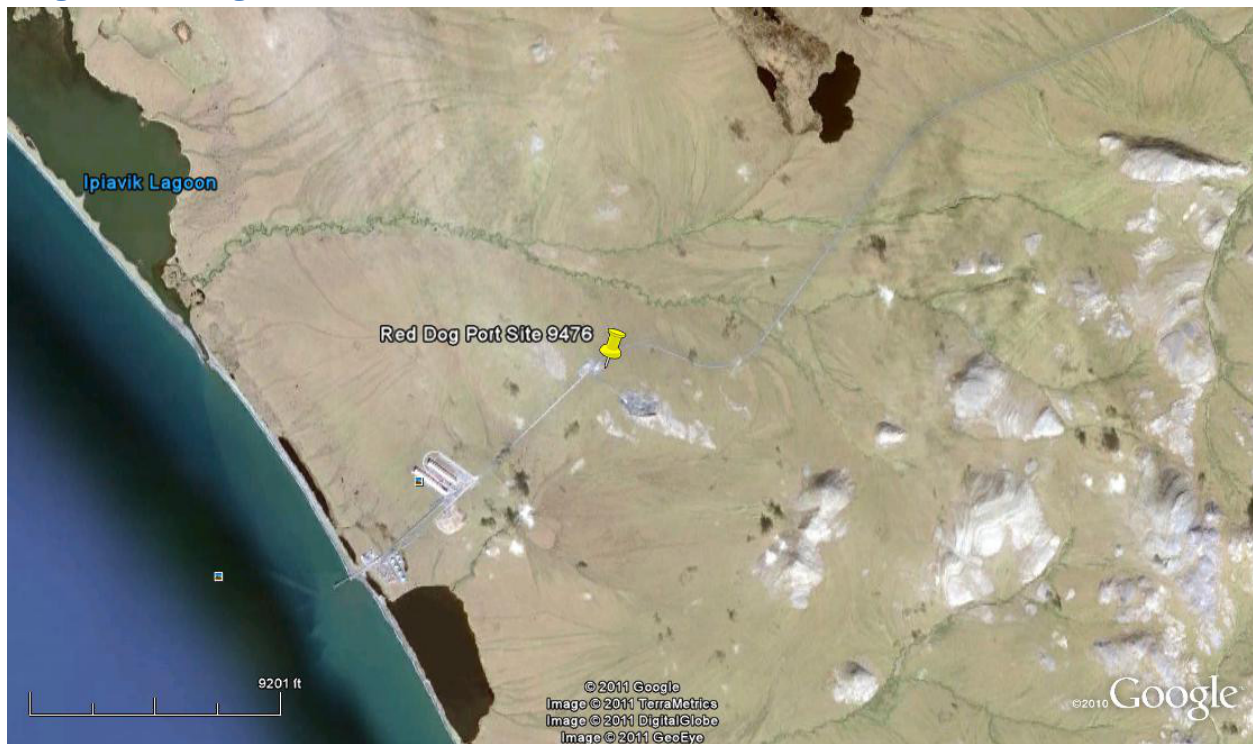 Ipiavik Lagoon
Red Dog Port Site 9476
9201 ft
© 2011 Google
Image © 2011 TerraMetrics
Image © 2011 DigitalGlobe
Image © 2011 GeoEye
©2010 Google